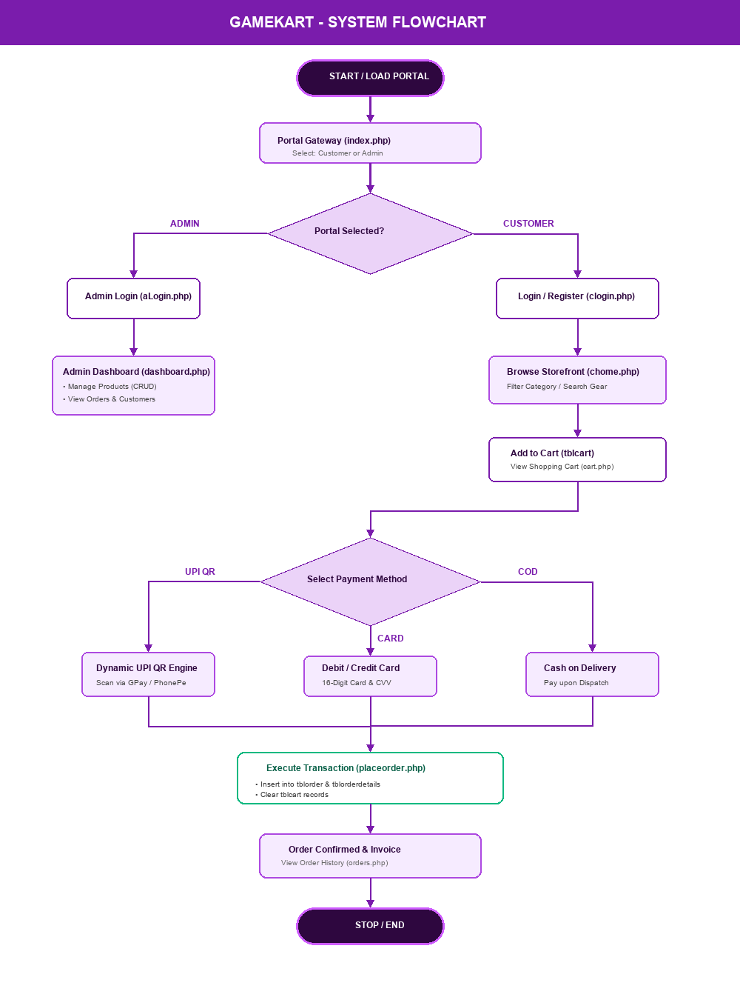 GAMEKART - SYSTEM FLOWCHART
START / LOAD PORTAL
Portal Gateway (index.php)
Select: Customer or Admin
ADMIN
CUSTOMER
Portal Selected?
Admin Login (aLogin.php)
Login / Register (clogin.php)
Admin Dashboard (dashboard.php)
• Manage Products (CRUD)
• View Orders & Customers
Browse Storefront (chome.php)
Filter Category / Search Gear
Add to Cart (tblcart)
View Shopping Cart (cart.php)
UPI QR
COD
Select Payment Method
CARD
Dynamic UPI QR Engine
Scan via GPay / PhonePe
Debit / Credit Card
16-Digit Card & CVV
Cash on Delivery
Pay upon Dispatch
Execute Transaction (placeorder.php)
• Insert into tblorder & tblorderdetails
• Clear tblcart records
Order Confirmed & Invoice
View Order History (orders.php)
STOP / END